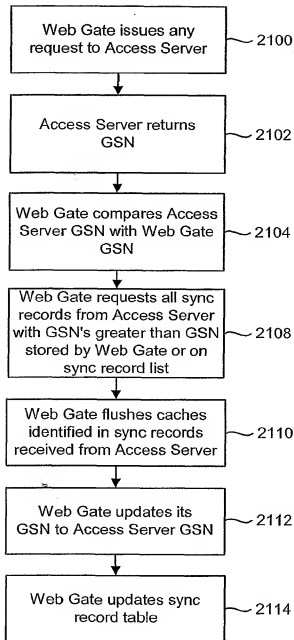 Web Gate issues any
request to Access Server
2100
Access Server returns
GSN
2102
Web Gate compares Access
Server GSN with Web Gate
GSN
2104
Web Gate requests all sync
records from Access Server
with GSN's greater than GSN
stored by Web Gate or on
sync record list
2108
Web Gate flushes caches
identified in sync records
received from Access Server
2110
Web Gate updates its
GSN to Access Server GSN
2112
Web Gate updates sync
record table
2114